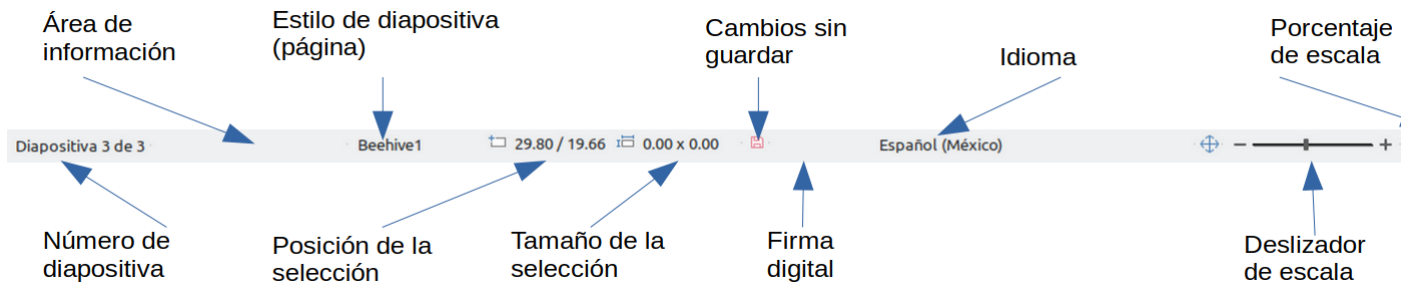 Área de
información
Estilo de diapositiva
(página)
Cambios sin
guardar
Idioma
Porcentaje
de escala
Diapositiva 3 de 3
Beehive1
29.80 / 19.66
0.00 x 0.00
Español (México)
Número de
diapositiva
Posición de la
selección
Tamaño de la
selección
Firma
digital
Deslizador
de escala